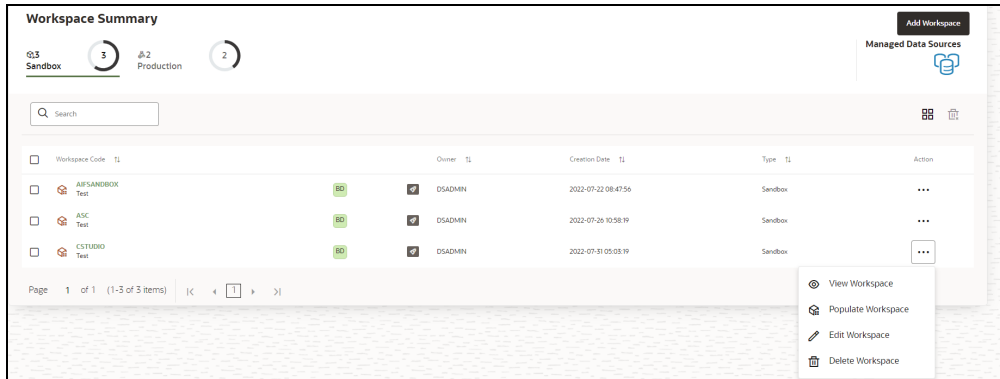 Workspace Summary
Add Workspace
3
Sandbox
3
2
Production
2
Managed Data Sources
Search
Workspace Code Owner Creation Date Type Action
AIFSANDBOX
Test
BD DSADMIN 2022-07-22 08:47:56 Sandbox
ASC
Test
BD DSADMIN 2022-07-26 10:58:19 Sandbox
CSTUDIO
Test
BD DSADMIN 2022-07-31 05:03:19 Sandbox
Page 1 of 1 (1-3 of 3 items) 1
View Workspace
Populate Workspace
Edit Workspace
Delete Workspace